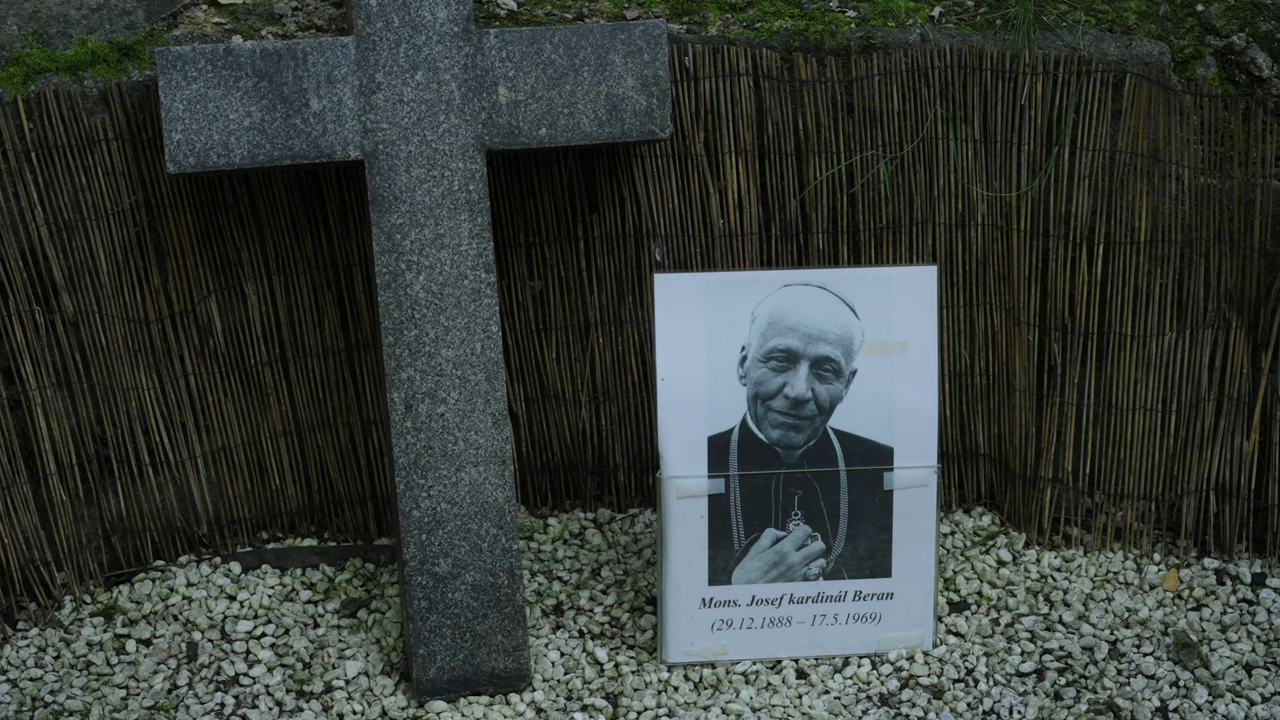 Mons. Josef kardinál Beran
(29.12.1888 – 17.5.1969)